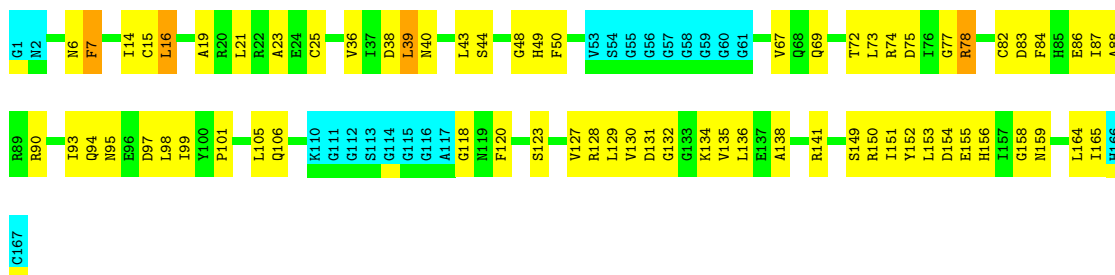 G1 N2 N6 F7 I14 C15 L16 A19 R20 L21 R22 A23 E24 C25 V36 I37 D38 L39 N40 L43 S44 G48 H49 F50 V53 S54 G55 G56 G57 G58 G59 G60 G61 V67 Q68 Q69 T72 L73 R74 D75 I76 G77 R78 C82 D83 F84 H85 E86 I87 A88
R89 R90 I93 Q94 N95 E96 D97 L98 I99 Y100 P101 L105 Q106 K110 G111 G112 S113 G114 G115 G116 A117 G118 N119 F120 S123 V127 R128 L129 V130 D131 G132 G133 K134 V135 L136 E137 A138 R141 S149 R150 I151 Y152 L153 D154 E155 H156 I157 G158 N159 L164 I165 H166
C167